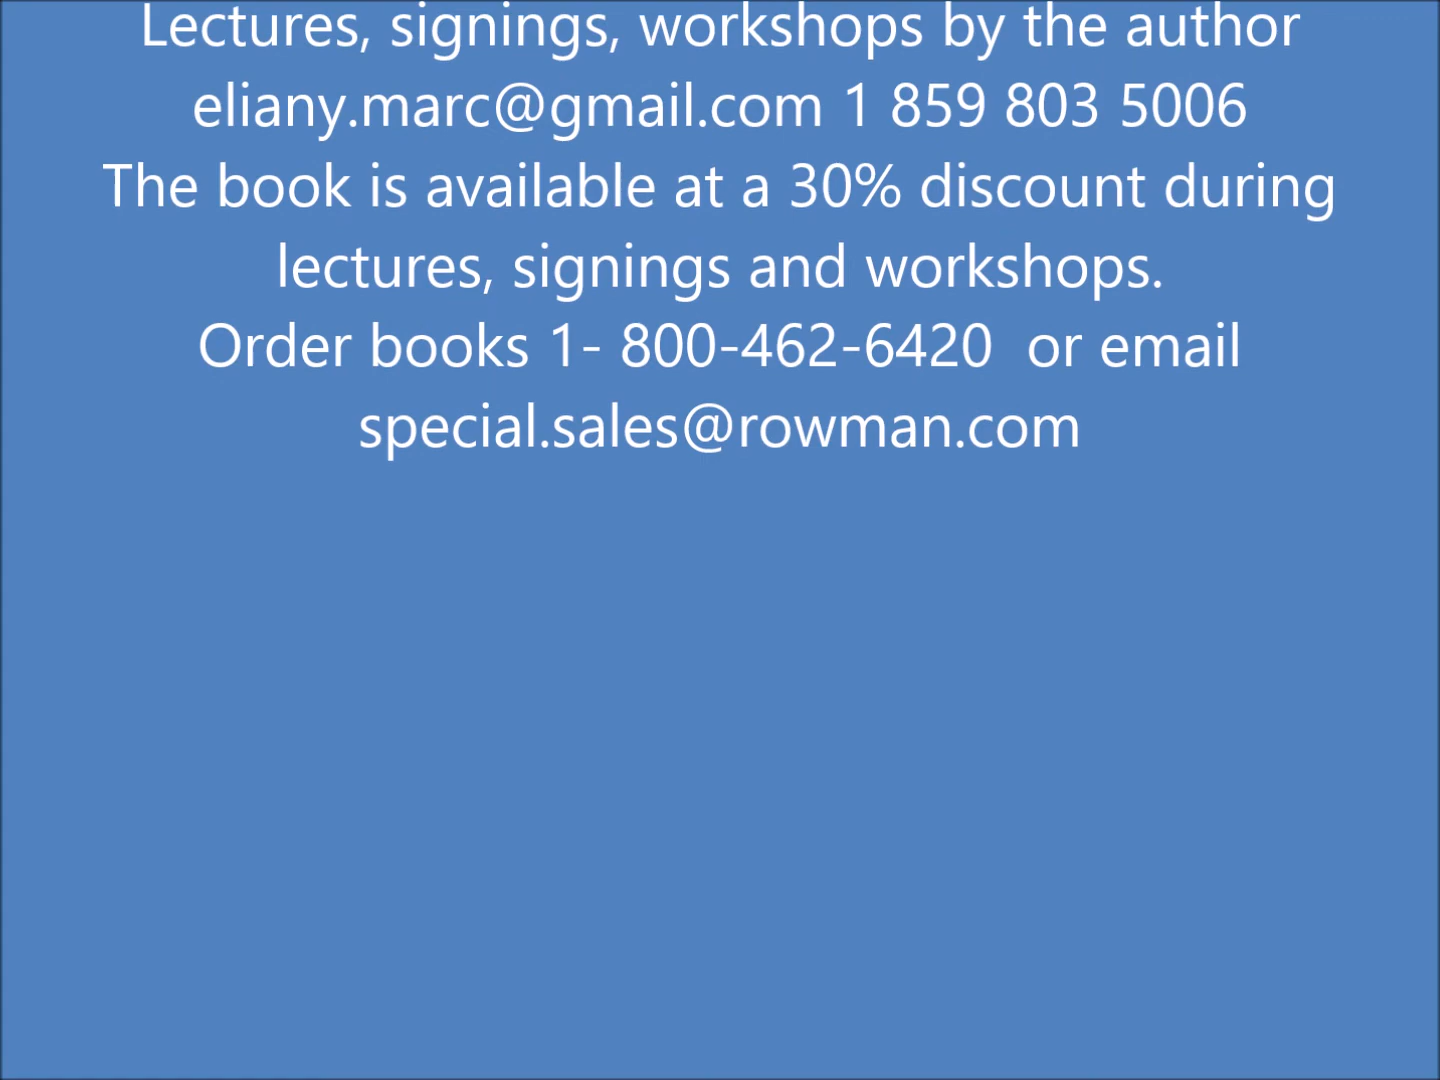 Lectures, signings, workshops by the author
eliany.marc@gmail.com 1 859 803 5006
The book is available at a 30% discount during
lectures, signings and workshops.
Order books 1- 800-462-6420  or email
special.sales@rowman.com